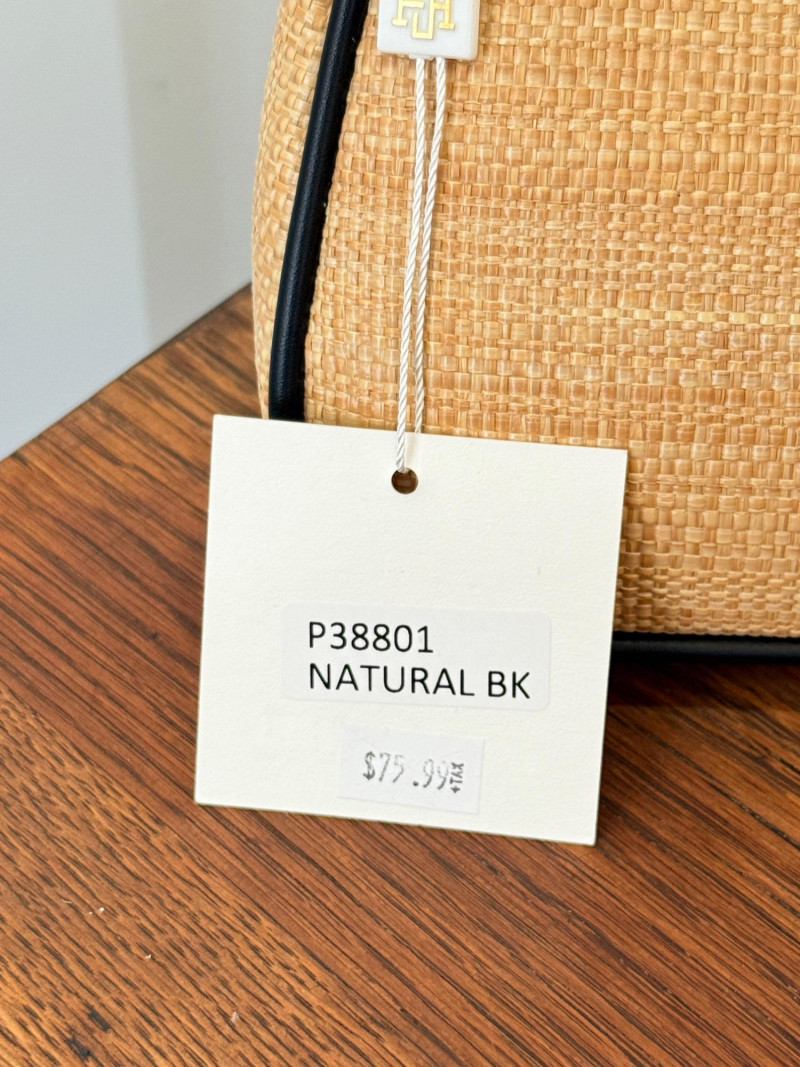 P38801
NATURAL BK
$75.99 +TAX